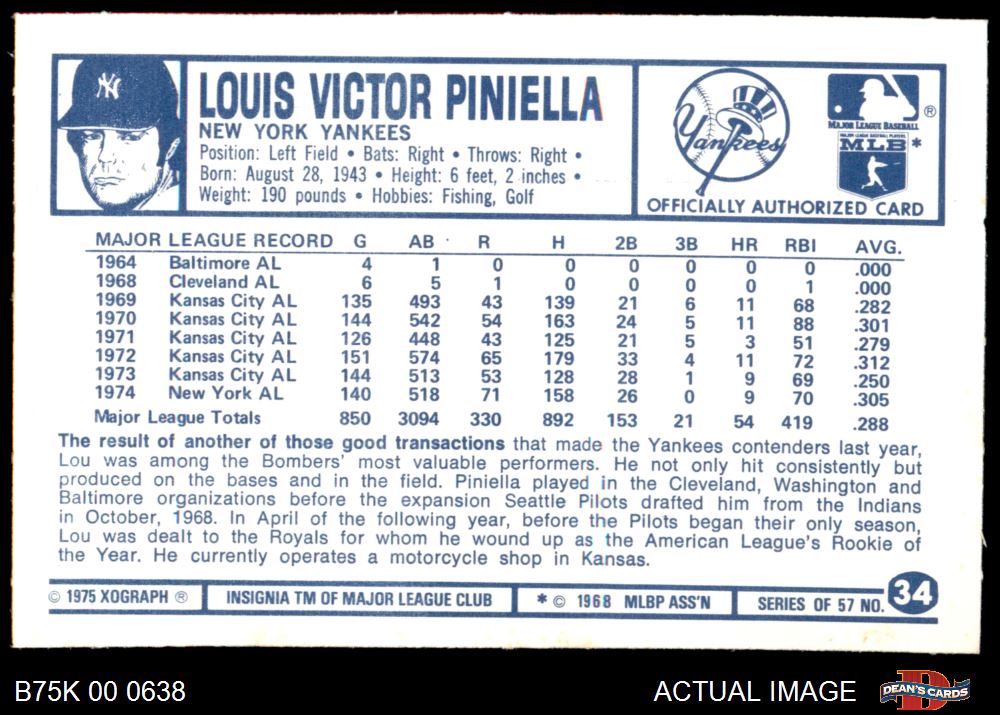 LOUIS VICTOR PINIELLA
NEW YORK YANKEES
Position: Left Field • Bats: Right • Throws: Right •
Born: August 28, 1943 • Height: 6 feet, 2 inches •
Weight: 190 pounds • Hobbies: Fishing, Golf
NY
Yankees
MAJOR LEAGUE BASEBALL ®
MLB *
OFFICIALLY AUTHORIZED CARD
MAJOR LEAGUE RECORD G AB R H 2B 3B HR RBI AVG.
1964 Baltimore AL 4 1 0 0 0 0 0 0 .000
1968 Cleveland AL 6 5 1 0 0 0 0 1 .000
1969 Kansas City AL 135 493 43 139 21 6 11 68 .282
1970 Kansas City AL 144 542 54 163 24 5 11 88 .301
1971 Kansas City AL 126 448 43 125 21 5 3 51 .279
1972 Kansas City AL 151 574 65 179 33 4 11 72 .312
1973 Kansas City AL 144 513 53 128 28 1 9 69 .250
1974 New York AL 140 518 71 158 26 0 9 70 .305
Major League Totals 850 3094 330 892 153 21 54 419 .288
The result of another of those good transactions that made the Yankees contenders last year,
Lou was among the Bombers' most valuable performers. He not only hit consistently but
produced on the bases and in the field. Piniella played in the Cleveland, Washington and
Baltimore organizations before the expansion Seattle Pilots drafted him from the Indians
in October, 1968. In April of the following year, before the Pilots began their only season,
Lou was dealt to the Royals for whom he wound up as the American League's Rookie of
the Year. He currently operates a motorcycle shop in Kansas.
© 1975 XOGRAPH ® INSIGNIA TM OF MAJOR LEAGUE CLUB * © 1968 MLBP ASS'N SERIES OF 57 NO. 34
B75K 00 0638 ACTUAL IMAGE DEAN'S CARDS